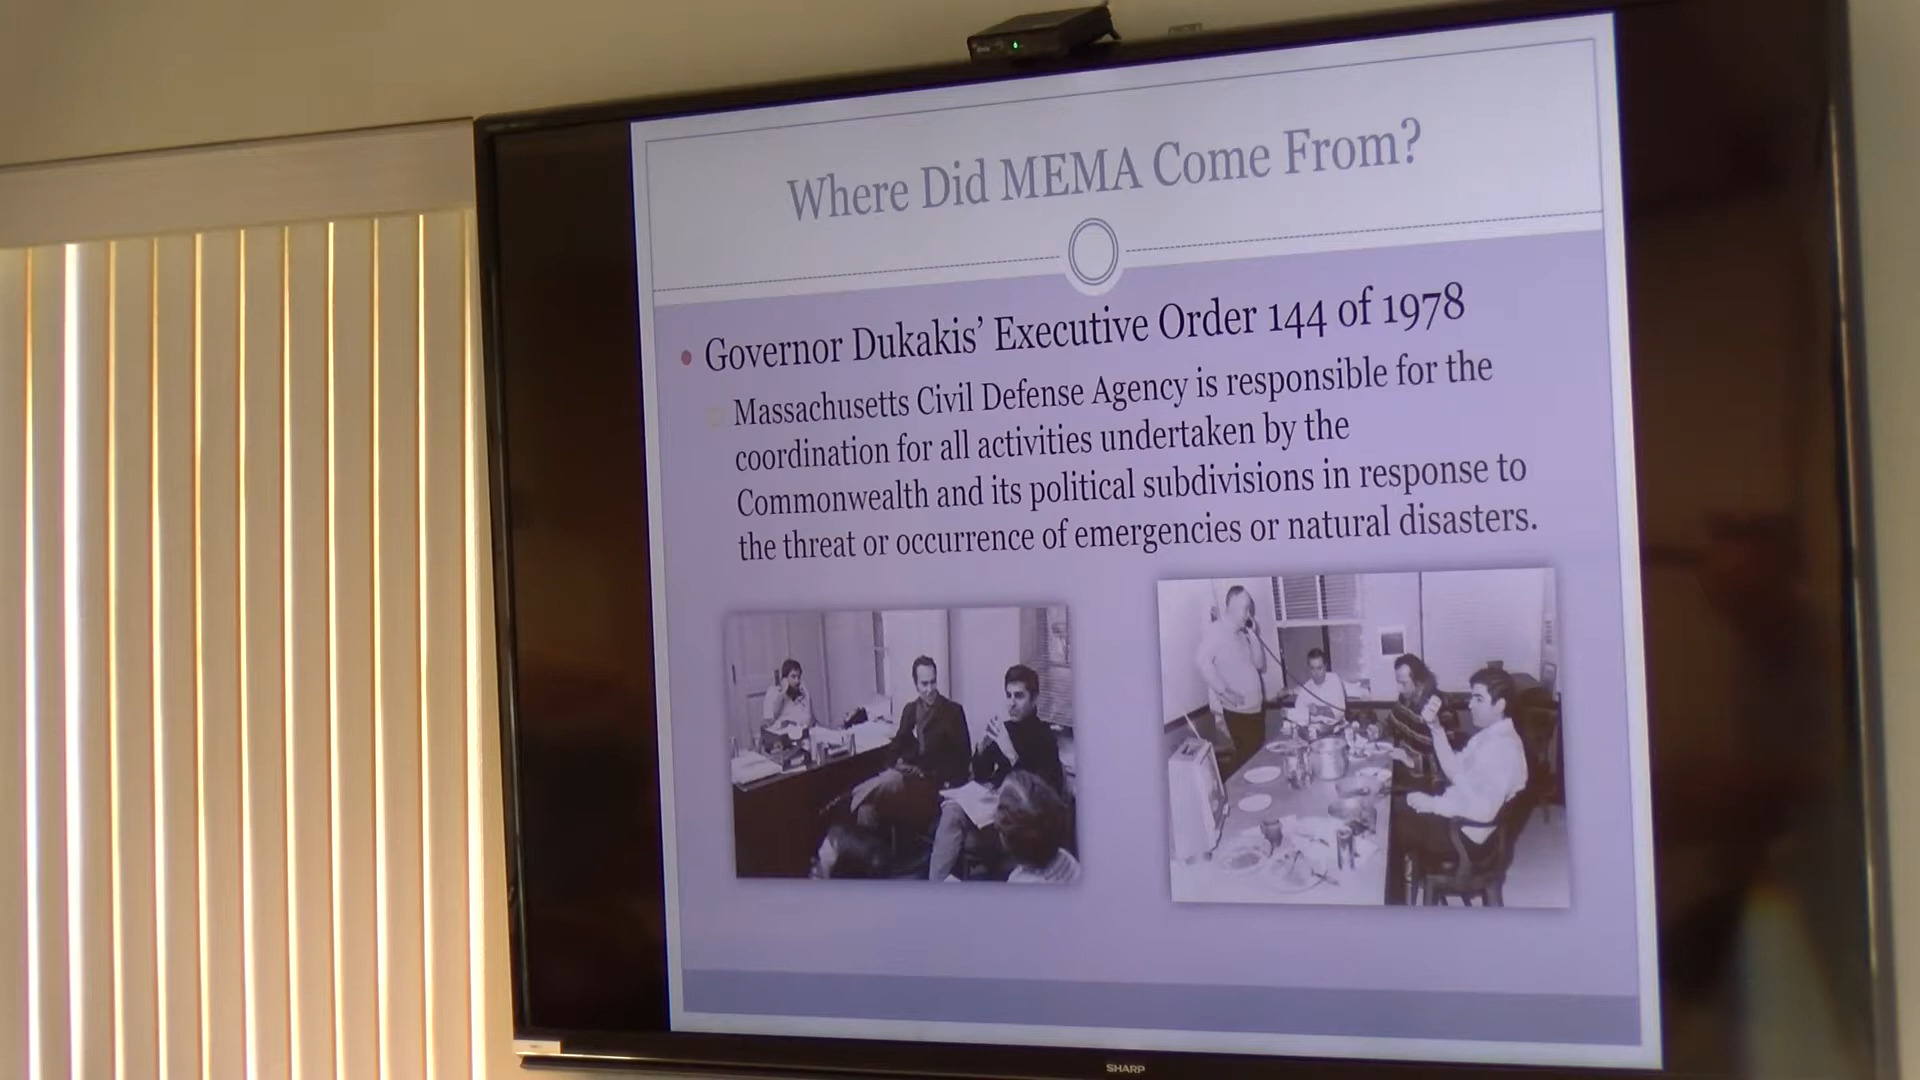 Where Did MEMA Come From?
• Governor Dukakis’ Executive Order 144 of 1978
Massachusetts Civil Defense Agency is responsible for the
coordination for all activities undertaken by the
Commonwealth and its political subdivisions in response to
the threat or occurrence of emergencies or natural disasters.
SHARP